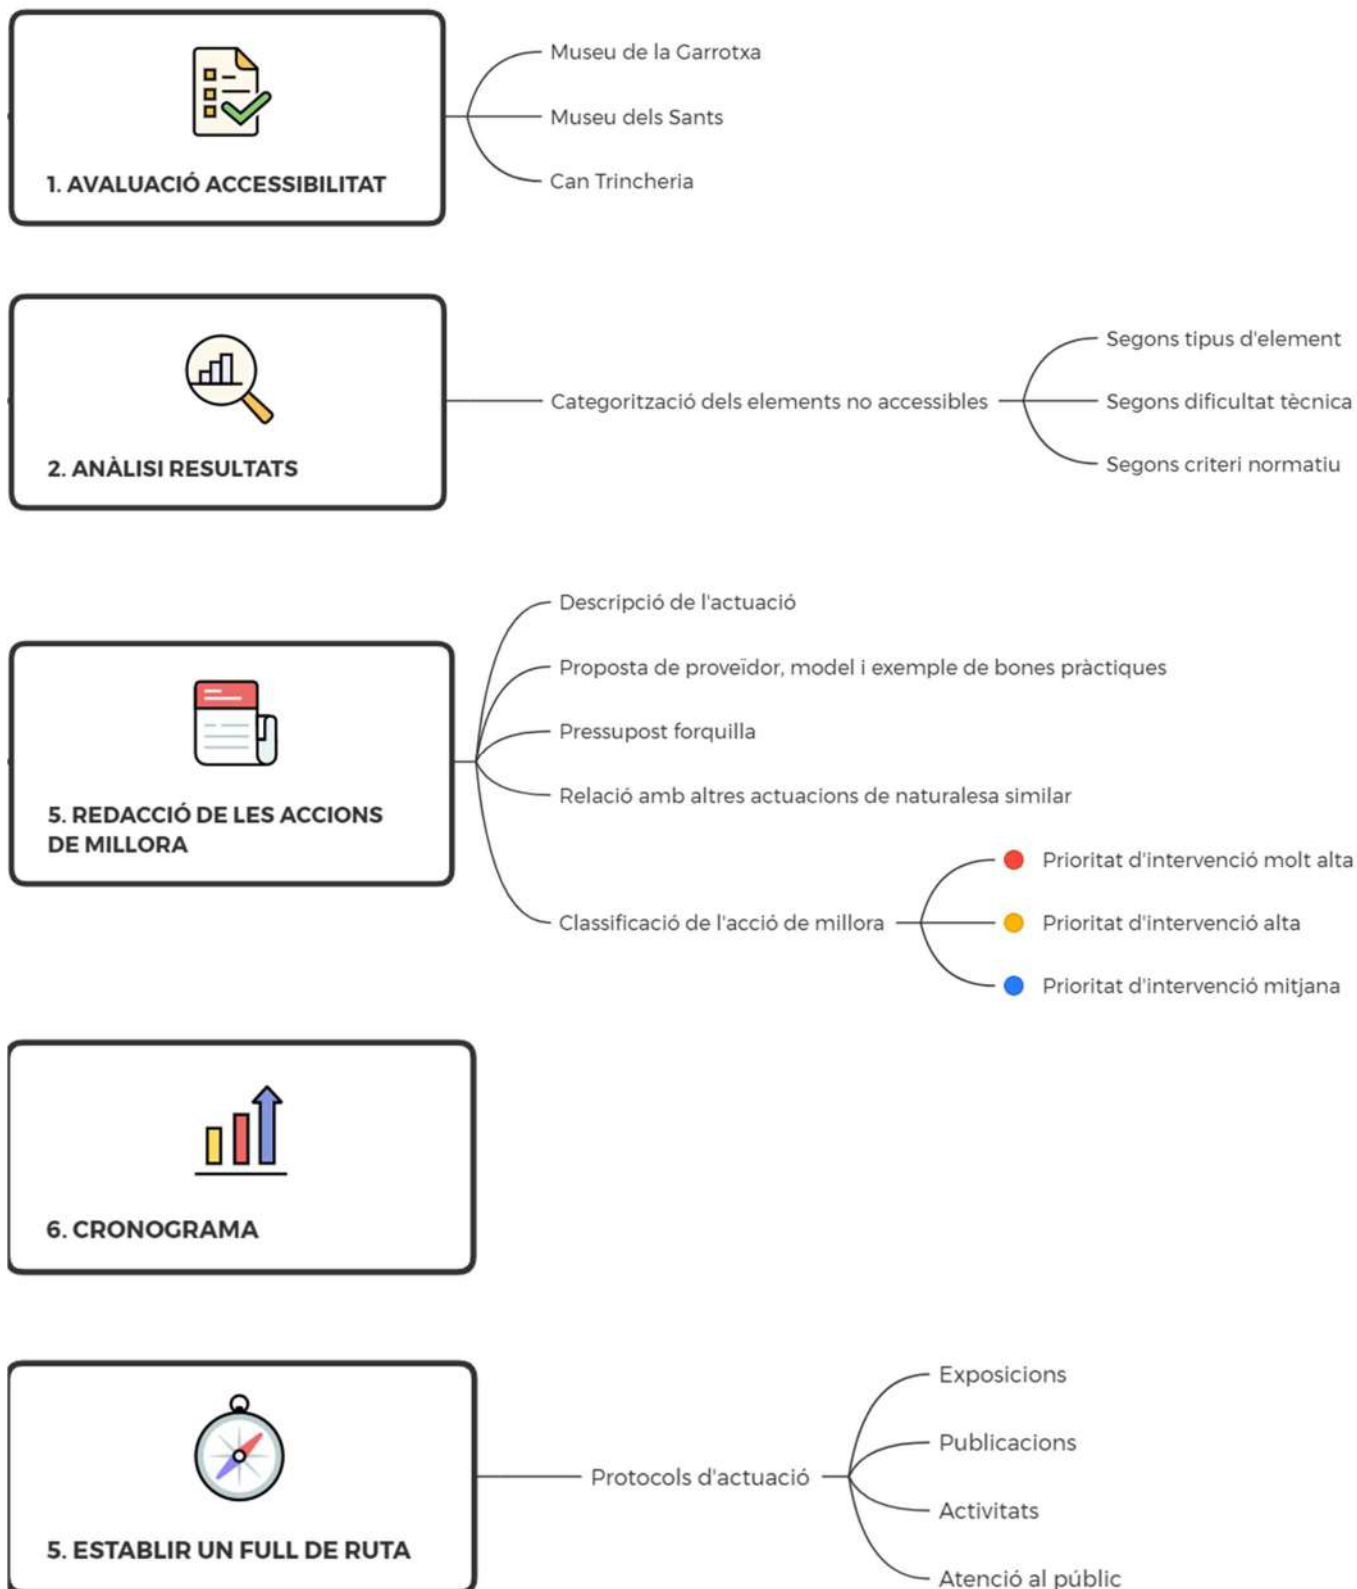 Museu de la Garrotxa
Museu dels Sants
Can Trincheria
1. AVALUACIÓ ACCESSIBILITAT
Segons tipus d'element
Categorització dels elements no accessibles
Segons dificultat tècnica
Segons criteri normatiu
2. ANÀLISI RESULTATS
Descripció de l'actuació
Proposta de proveïdor, model i exemple de bones pràctiques
Pressupost forquilla
Relació amb altres actuacions de naturalesa similar
5. REDACCIÓ DE LES ACCIONS
DE MILLORA
Classificació de l'acció de millora
Prioritat d'intervenció molt alta
Prioritat d'intervenció alta
Prioritat d'intervenció mitjana
6. CRONOGRAMA
Exposicions
Publicacions
Protocols d'actuació
Activitats
Atenció al públic
5. ESTABLIR UN FULL DE RUTA